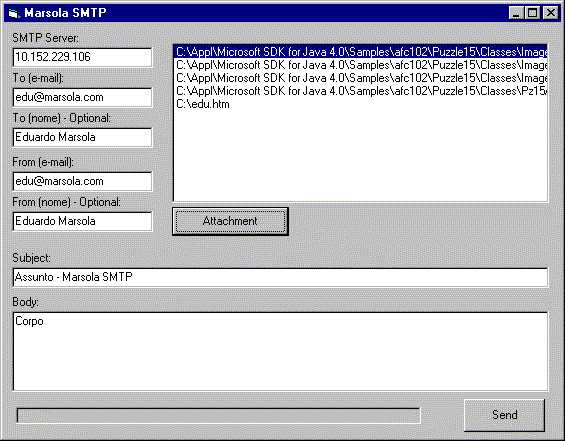 Marsola SMTP
SMTP Server:
10.152.229.106
To (e-mail):
edu@marsola.com
To (nome) - Optional:
Eduardo Marsola
From (e-mail):
edu@marsola.com
From (nome) - Optional:
Eduardo Marsola
C:\Appl\Microsoft SDK for Java 4.0\Samples\afc102\Puzzle15\Classes\Image
C:\Appl\Microsoft SDK for Java 4.0\Samples\afc102\Puzzle15\Classes\Image
C:\Appl\Microsoft SDK for Java 4.0\Samples\afc102\Puzzle15\Classes\Image
C:\Appl\Microsoft SDK for Java 4.0\Samples\afc102\Puzzle15\Classes\Pz15
C:\edu.htm
Attachment
Subject:
Assunto - Marsola SMTP
Body:
Corpo
Send